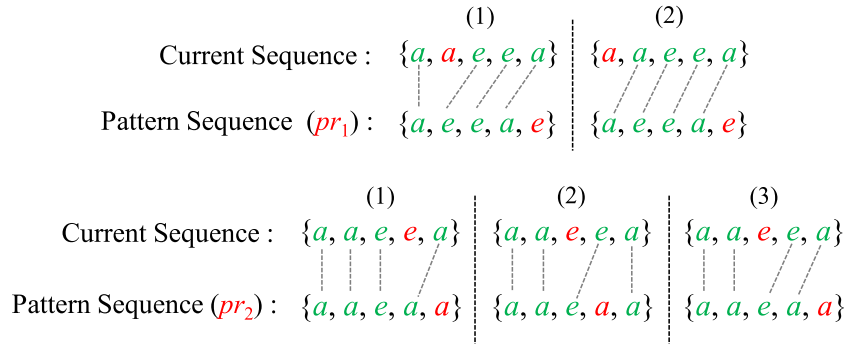 (1) (2)
Current Sequence : {a, a, e, e, a} {a, a, e, e, a}
Pattern Sequence (pr₁) : {a, e, e, a, e} {a, e, e, a, e}
(1) (2) (3)
Current Sequence : {a, a, e, e, a} {a, a, e, e, a} {a, a, e, e, a}
Pattern Sequence (pr₂) : {a, a, e, a, a} {a, a, e, a, a} {a, a, e, a, a}